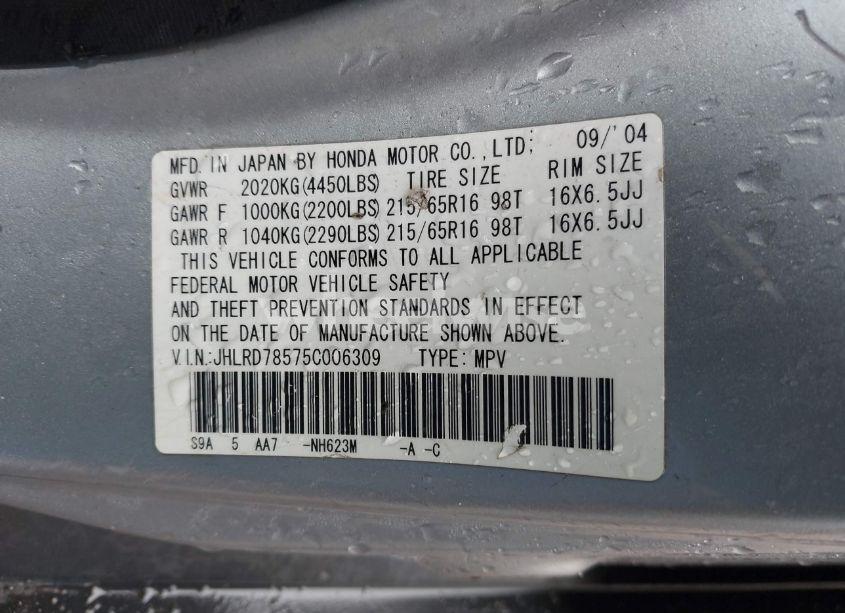 MFD. IN JAPAN BY HONDA MOTOR CO., LTD. 09/'04
GVWR 2020KG(4450LBS) TIRE SIZE RIM SIZE
GAWR F 1000KG(2200LBS) 215/65R16 98T 16X6.5JJ
GAWR R 1040KG(2290LBS) 215/65R16 98T 16X6.5JJ
THIS VEHICLE CONFORMS TO ALL APPLICABLE
FEDERAL MOTOR VEHICLE SAFETY
AND THEFT PREVENTION STANDARDS IN EFFECT
ON THE DATE OF MANUFACTURE SHOWN ABOVE.
V.I.N.:JHLRD78575C006309 TYPE: MPV
S9A 5 AA7 -NH623M -A -C